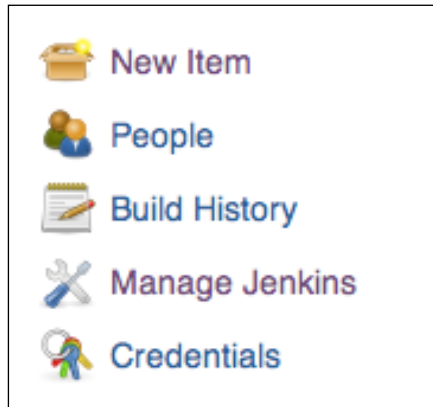 New Item
People
Build History
Manage Jenkins
Credentials